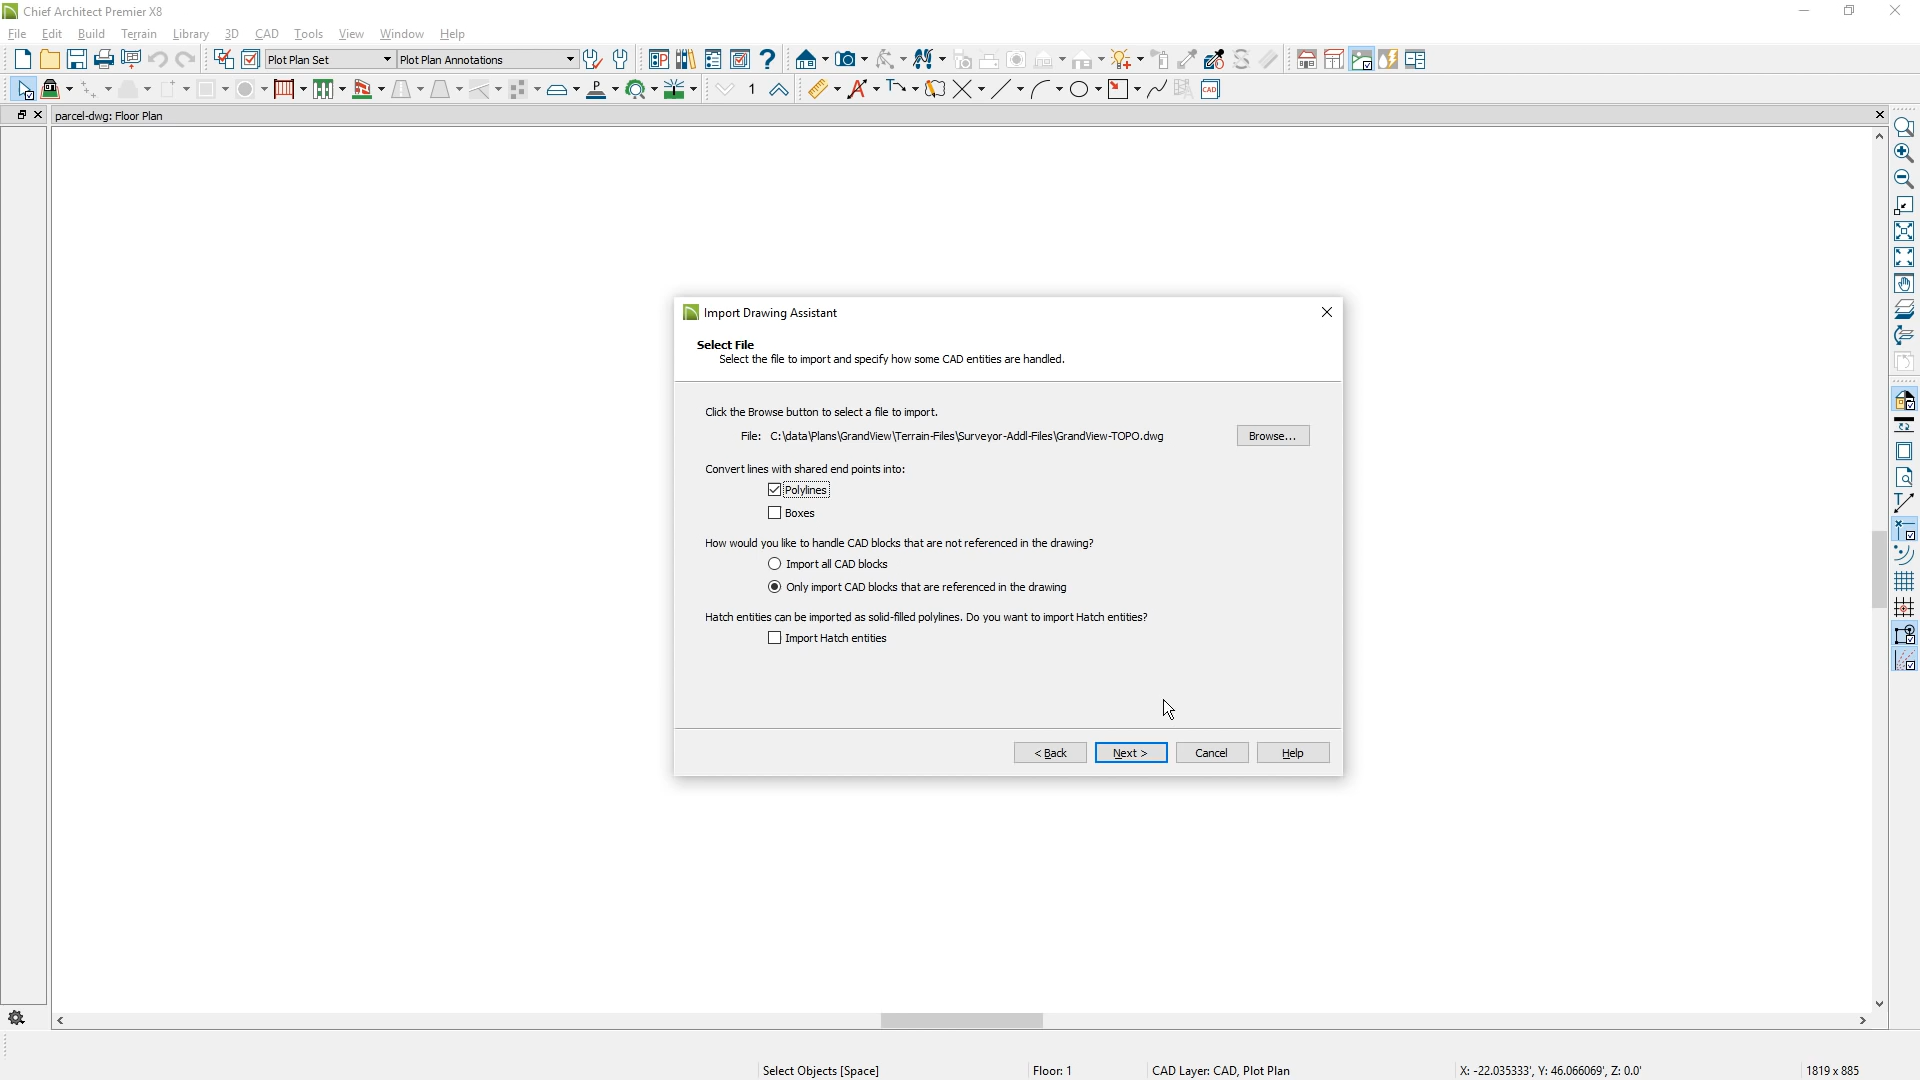 Chief Architect Premier X8
File Edit Build Terrain Library 3D CAD Tools View Window Help
Plot Plan Set Plot Plan Annotations
1 CAD
parcel-dwg: Floor Plan
Import Drawing Assistant
Select File
Select the file to import and specify how some CAD entities are handled.
Click the Browse button to select a file to import.
File: C:\data\Plans\GrandView\Terrain-Files\Surveyor-Addl-Files\GrandView-TOPO.dwg Browse...
Convert lines with shared end points into:
Polylines
Boxes
How would you like to handle CAD blocks that are not referenced in the drawing?
Import all CAD blocks
Only import CAD blocks that are referenced in the drawing
Hatch entities can be imported as solid-filled polylines. Do you want to import Hatch entities?
Import Hatch entities
< Back Next > Cancel Help
Select Objects [Space] Floor: 1 CAD Layer: CAD, Plot Plan X: -22.035333', Y: 46.066069', Z: 0.0' 1819 x 885